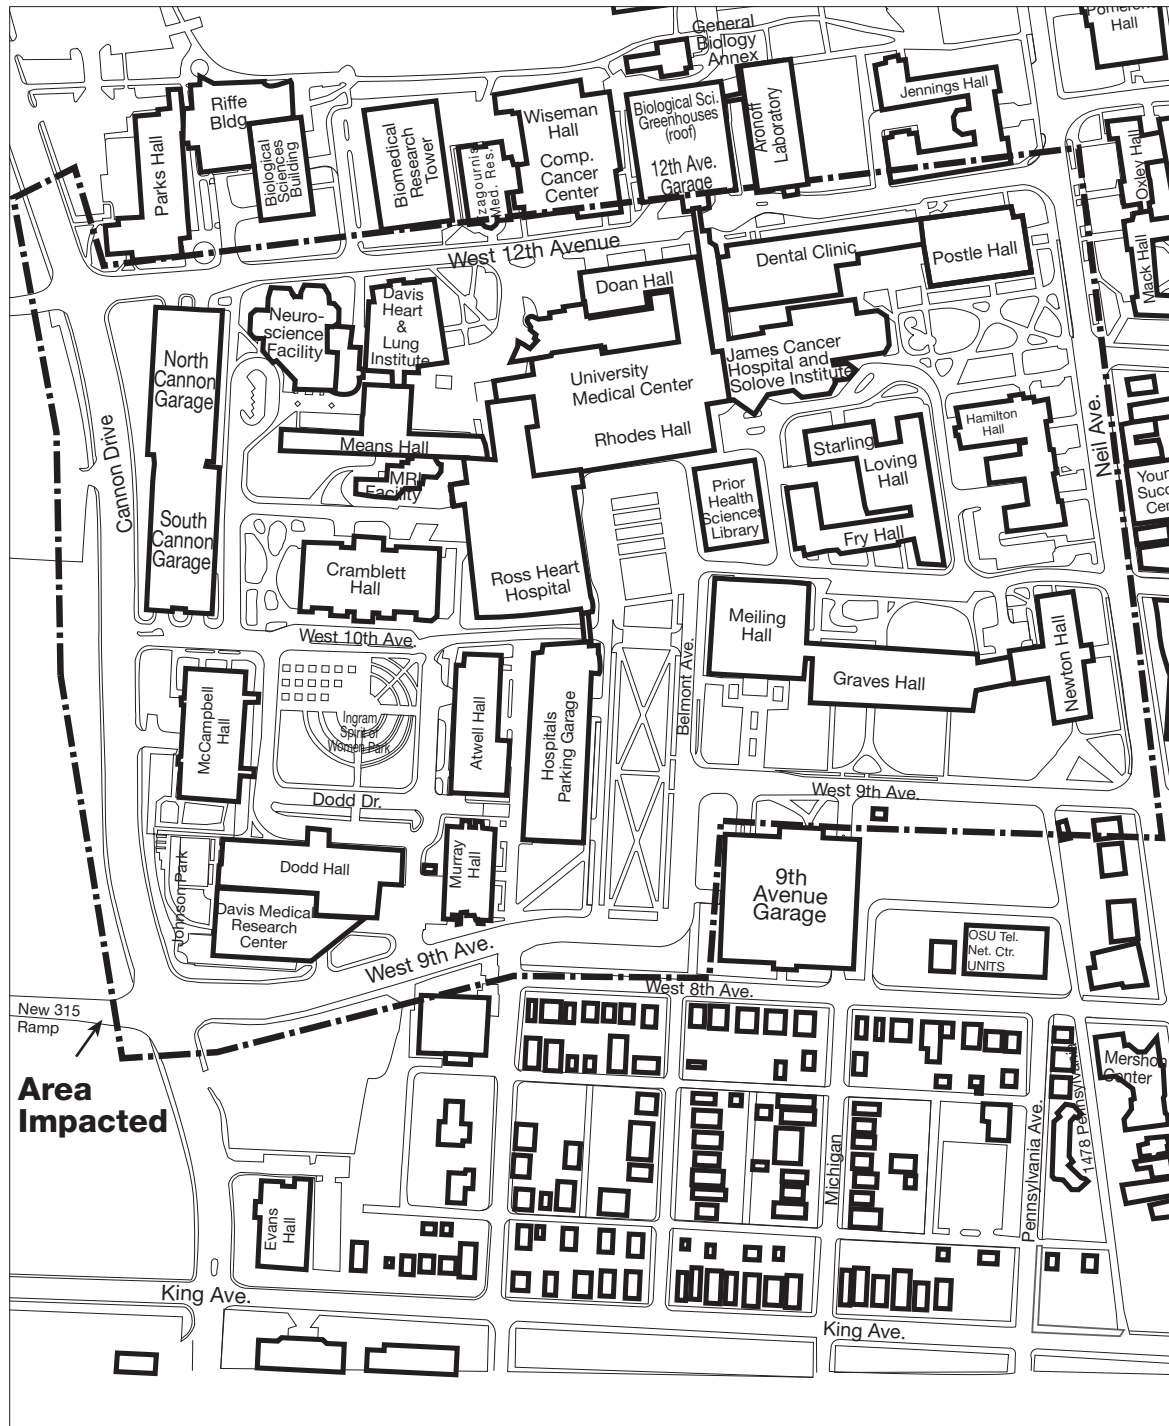 General
Biology
Annex
Hall
Riffe
Bldg.
Parks Hall
Biological
Sciences
Building
Biomedical
Research
Tower
Med. Res.
Wiseman
Hall
Comp.
Cancer
Center
Biological Sci.
Greenhouses
(roof)
12th Ave.
Garage
Aronoff
Laboratory
Jennings Hall
Oxley Hall
Mack Hall
West 12th Avenue
Doan Hall
Dental Clinic
Postle Hall
Neuro-
science
Facility
Davis
Heart
&
Lung
Institute
North
Cannon
Garage
Cannon Drive
University
Medical Center
Rhodes Hall
James Cancer
Hospital and
Solove Institute
Means Hall
MRI
Facility
Starling
Loving
Hall
Fry Hall
Hamilton
Hall
Neil Ave.
Prior
Health
Sciences
Library
South
Cannon
Garage
Cramblett
Hall
Ross Heart
Hospital
West 10th Ave.
Meiling
Hall
Graves Hall
Newton Hall
Belmont Ave.
McCampbell
Hall
Ingram
Spirit of
Women Park
Atwell Hall
Hospitals
Parking Garage
Dodd Dr.
West 9th Ave.
Dodd Hall
Murray
Hall
Johnson Park
Davis Medical
Research
Center
9th
Avenue
Garage
OSU Tel.
Net. Ctr.
UNITS
West 9th Ave.
West 8th Ave.
New 315
Ramp
Area
Impacted
Mershon
Center
1478 Pennsylvania
Pennsylvania Ave.
Michigan
Evans
Hall
King Ave.
King Ave.